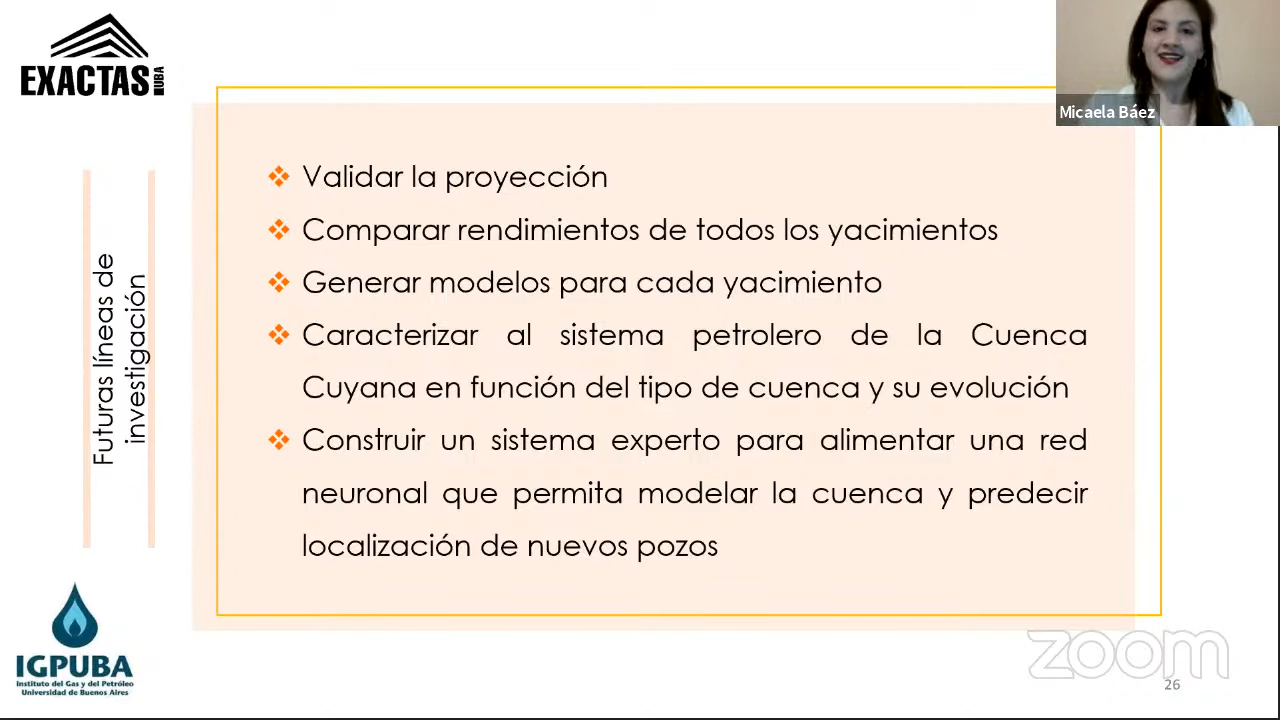 EXACTAS UBA
Micaela Báez
Futuras líneas de
investigación
Validar la proyección
Comparar rendimientos de todos los yacimientos
Generar modelos para cada yacimiento
Caracterizar al sistema petrolero de la Cuenca
Cuyana en función del tipo de cuenca y su evolución
Construir un sistema experto para alimentar una red
neuronal que permita modelar la cuenca y predecir
localización de nuevos pozos
IGPUBA
Instituto del Gas y del Petróleo
Universidad de Buenos Aires
zoom
26